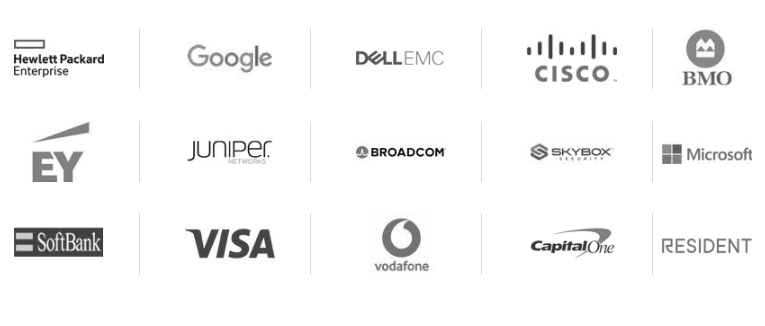 Hewlett Packard
Enterprise
Google
DELLEMC
CISCO
BMO
EY
JUNIPER
NETWORKS
BROADCOM
SKYBOX
SECURITY
Microsoft
SoftBank
VISA
vodafone
CapitalOne
RESIDENT